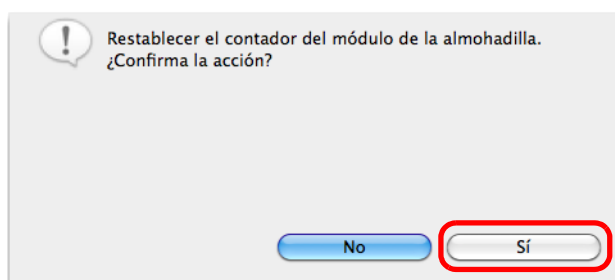 Restablecer el contador del módulo de la almohadilla.
¿Confirma la acción?
No
Sí